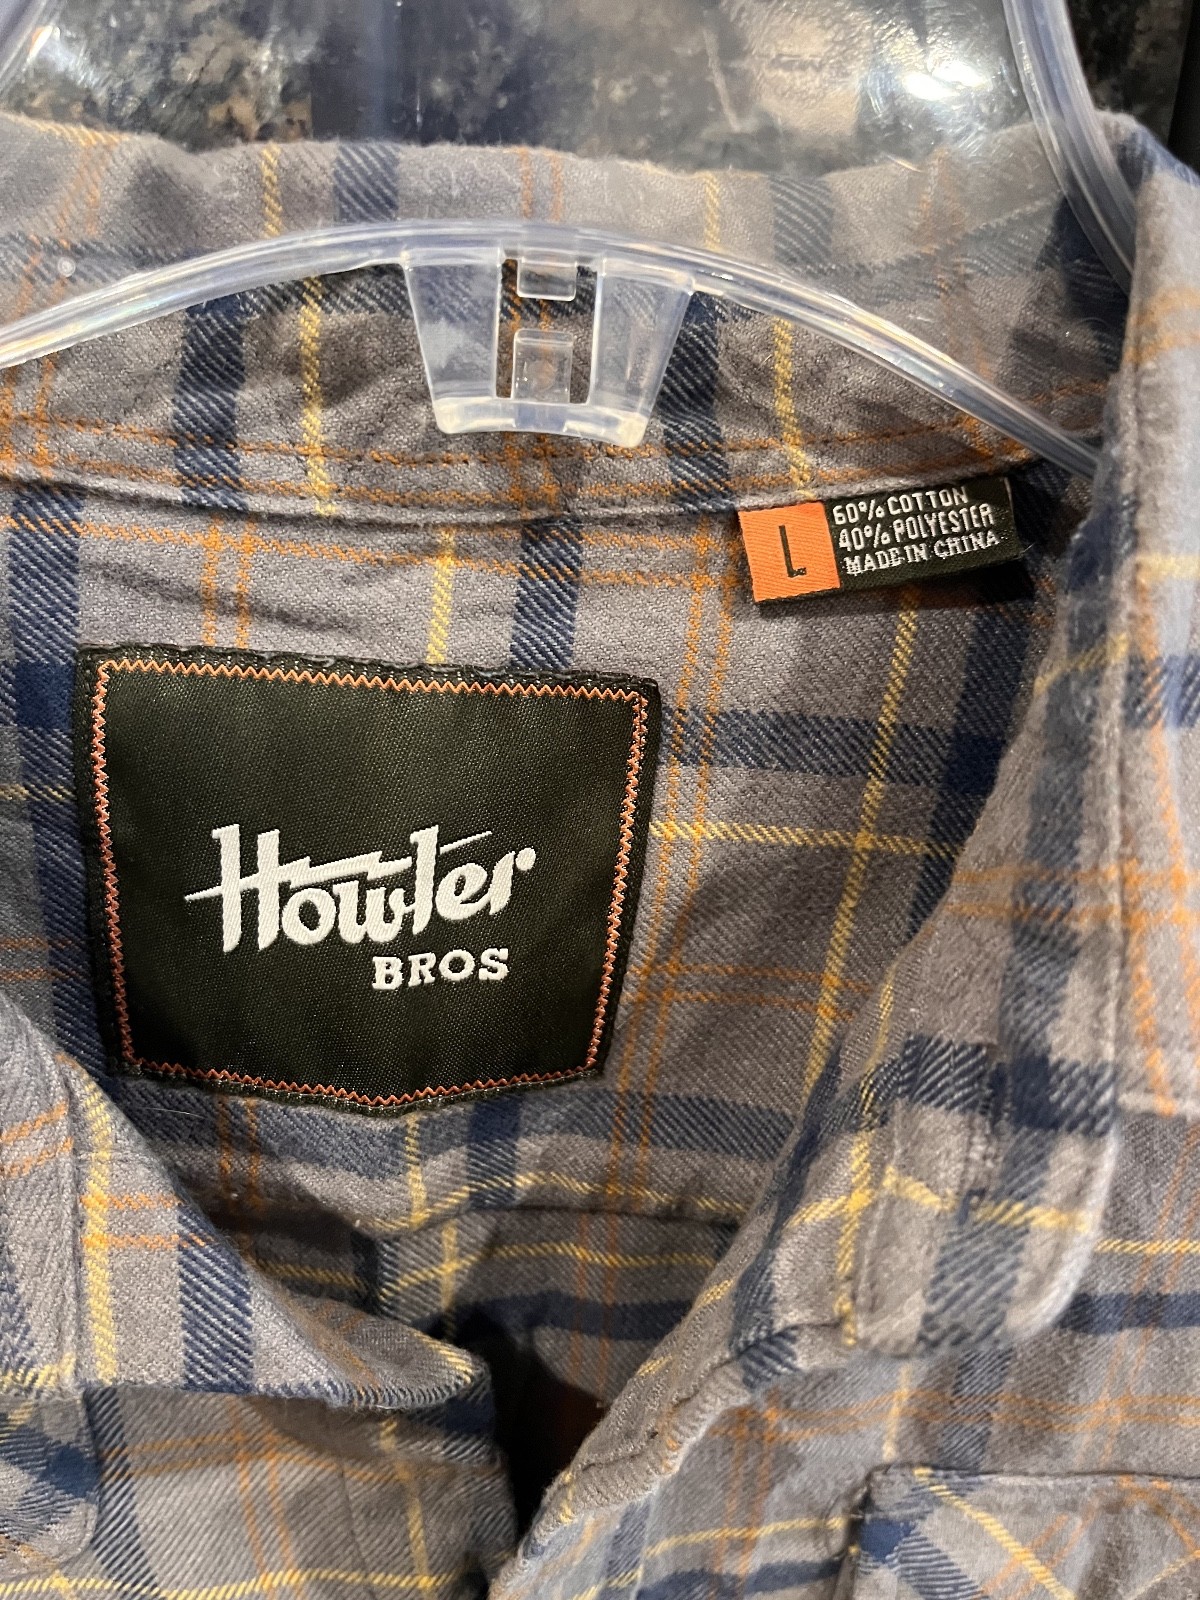 L
60% COTTON
40% POLYESTER
MADE IN CHINA
Howler
BROS